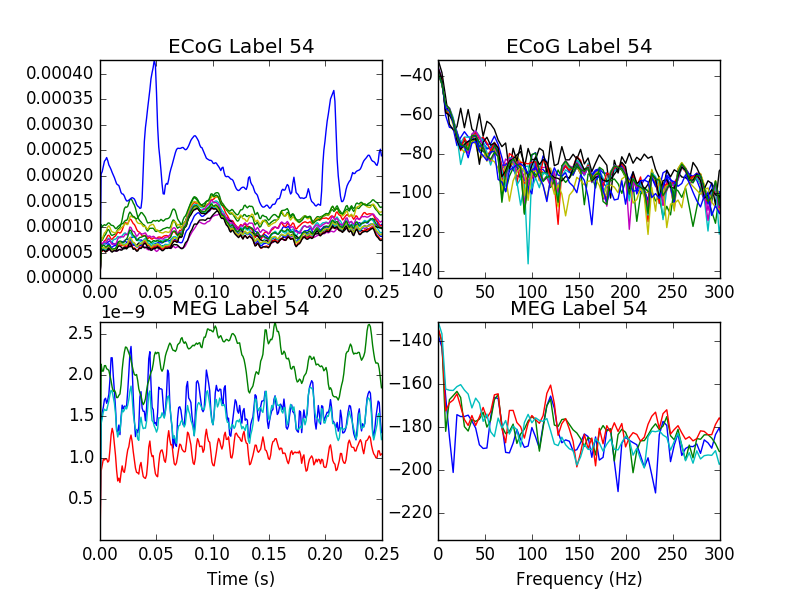 ECoG Label 54
0.00040
0.00035
0.00030
0.00025
0.00020
0.00015
0.00010
0.00005
0.00000
0.00 0.05 0.10 0.15 0.20 0.25
ECoG Label 54
−40
−60
−80
−100
−120
−140
0 50 100 150 200 250 300
MEG Label 54
1e−9
2.5
2.0
1.5
1.0
0.5
0.00 0.05 0.10 0.15 0.20 0.25
Time (s)
MEG Label 54
−140
−160
−180
−200
−220
0 50 100 150 200 250 300
Frequency (Hz)